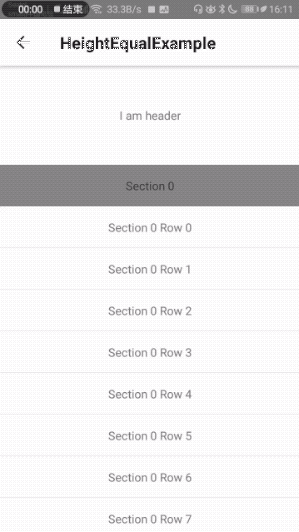 00:00 結束 33.3B/s 16:11
HeightEqualExample
I am header
Section 0
Section 0 Row 0
Section 0 Row 1
Section 0 Row 2
Section 0 Row 3
Section 0 Row 4
Section 0 Row 5
Section 0 Row 6
Section 0 Row 7